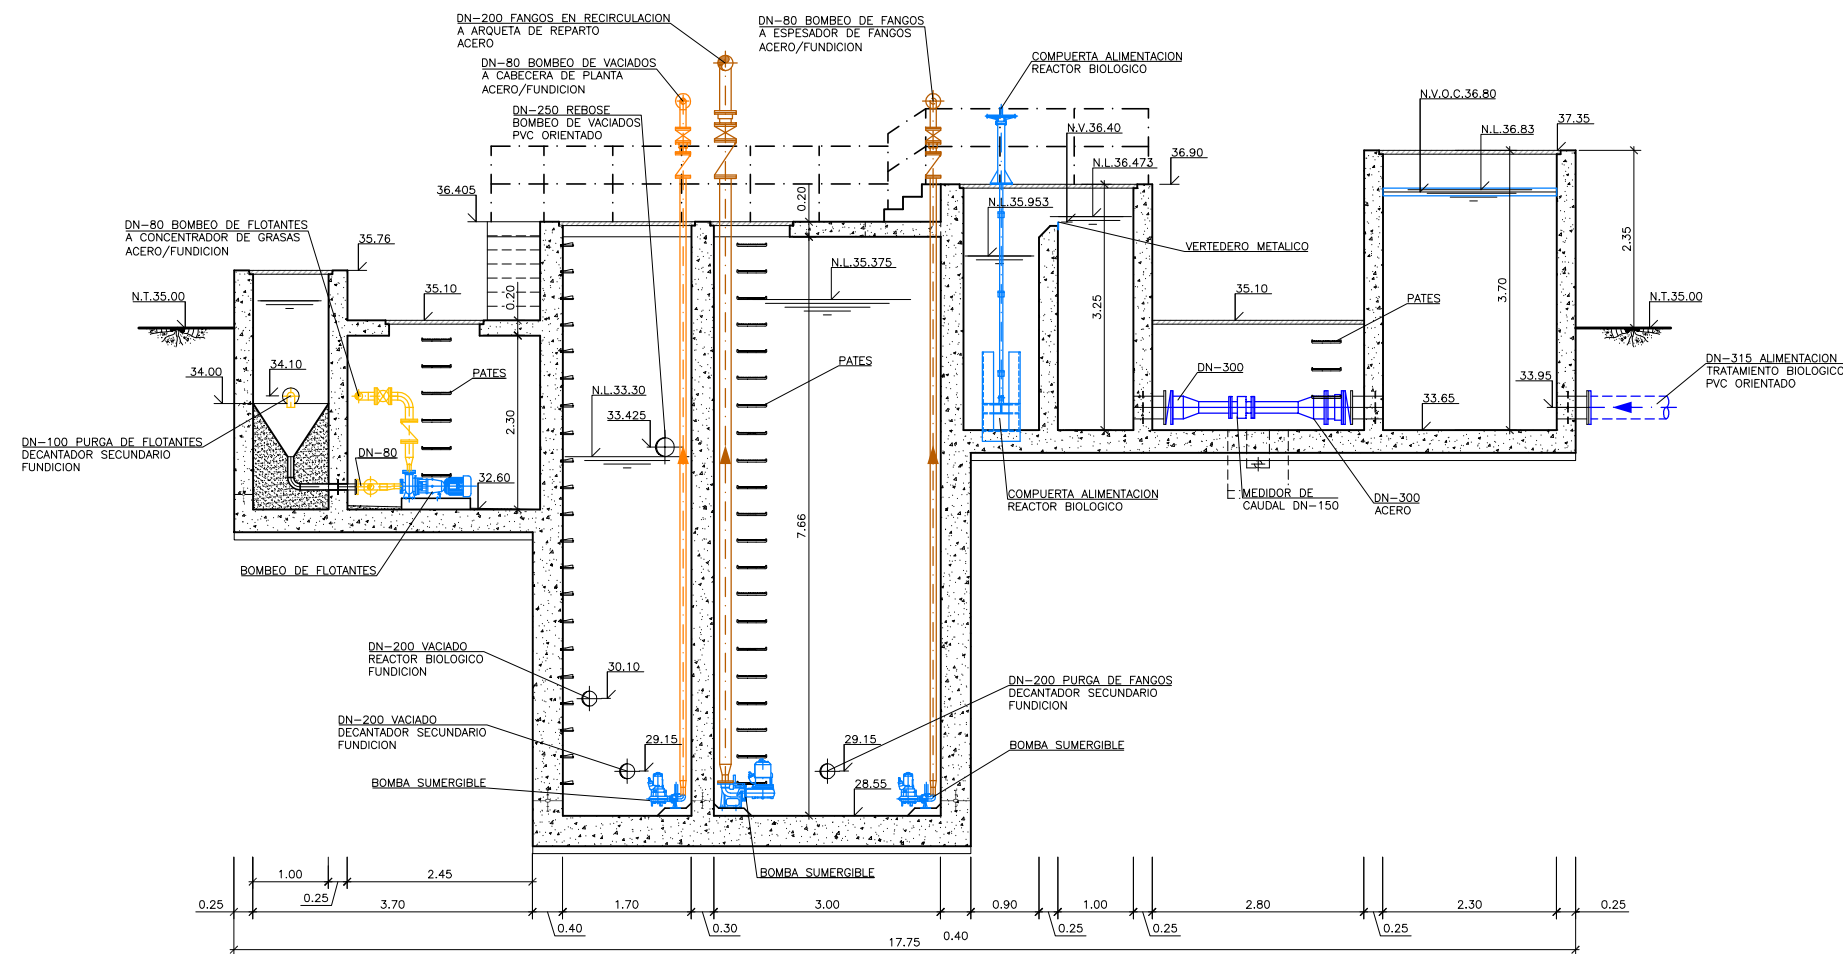 DN-200 FANGOS EN RECIRCULACION
A ARQUETA DE REPARTO
ACERO
DN-80 BOMBEO DE FANGOS
A ESPESADOR DE FANGOS
ACERO/FUNDICION
DN-80 BOMBEO DE VACIADOS
A CABECERA DE PLANTA
ACERO/FUNDICION
COMPUERTA ALIMENTACION
REACTOR BIOLOGICO
DN-250 REBOSE
BOMBEO DE VACIADOS
PVC ORIENTADO
N.V.O.C.36.80
N.L.36.83
37.35
N.V.36.40
N.L.36.473
36.90
36.405
0.20
N.L.35.953
DN-80 BOMBEO DE FLOTANTES
A CONCENTRADOR DE GRASAS
ACERO/FUNDICION
35.76
VERTEDERO METALICO
2.35
N.L.35.375
N.T.35.00
35.10
0.20
3.25
35.10
3.70
PATES
N.T.35.00
34.10
34.00
PATES
PATES
N.L.33.30
33.425
2.30
DN-300
33.65
33.95
DN-315 ALIMENTACION
TRATAMIENTO BIOLOGICO
PVC ORIENTADO
DN-100 PURGA DE FLOTANTES
DECANTADOR SECUNDARIO
FUNDICION
DN-80
32.60
COMPUERTA ALIMENTACION
REACTOR BIOLOGICO
MEDIDOR DE
CAUDAL DN-150
DN-300
ACERO
7.66
BOMBEO DE FLOTANTES
DN-200 VACIADO
REACTOR BIOLOGICO
FUNDICION
30.10
DN-200 PURGA DE FANGOS
DECANTADOR SECUNDARIO
FUNDICION
DN-200 VACIADO
DECANTADOR SECUNDARIO
FUNDICION
29.15
29.15
BOMBA SUMERGIBLE
BOMBA SUMERGIBLE
28.55
BOMBA SUMERGIBLE
1.00
2.45
0.25
0.25
3.70
1.70
3.00
0.90
1.00
2.80
2.30
0.25
0.40
0.30
0.40
0.25
0.25
0.25
17.75